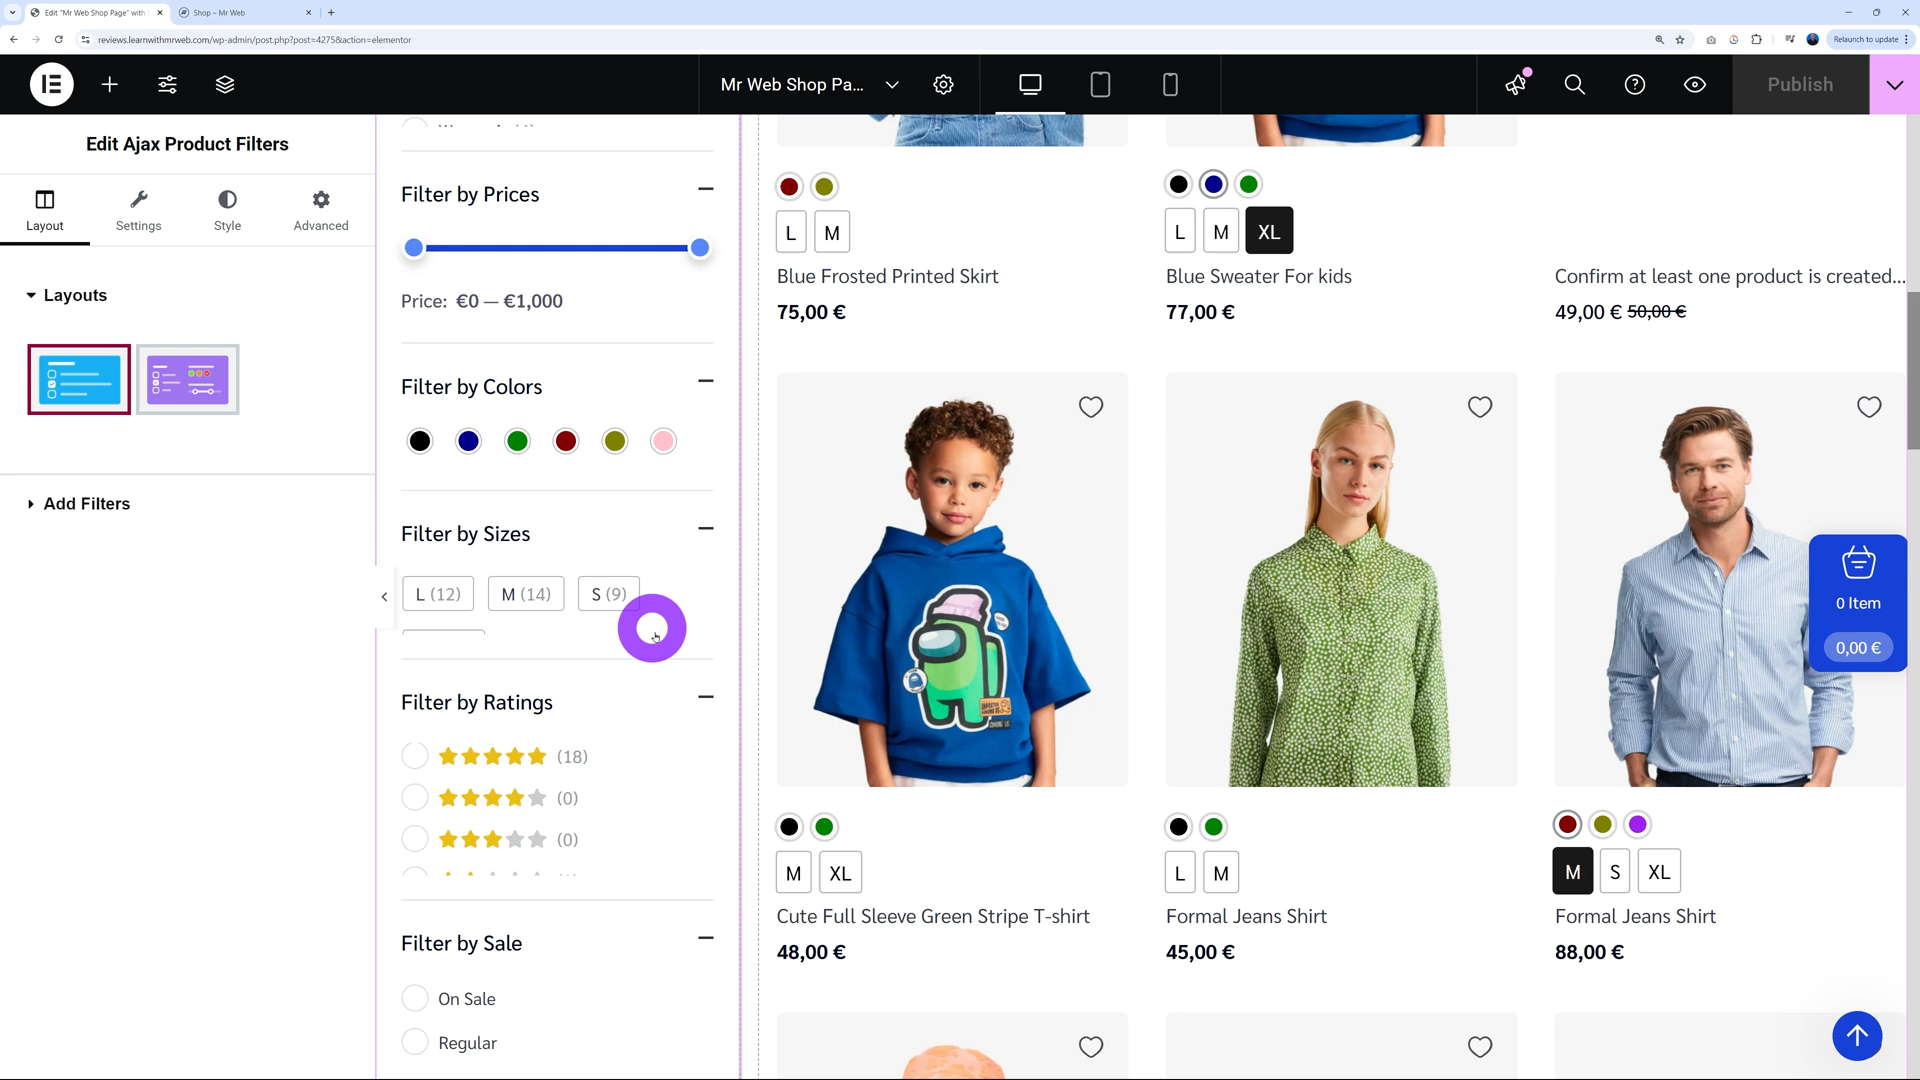 Edit "Mr Web Shop Page" with
Shop – Mr Web
reviews.learnwithmrweb.com/wp-admin/post.php?post=4275&action=elementor
Relaunch to update
Mr Web Shop Pa...
Publish
Edit Ajax Product Filters
Layout
Settings
Style
Advanced
Layouts
Add Filters
Filter by Prices
Price: €0 — €1,000
Filter by Colors
Filter by Sizes
L (12)
M (14)
S (9)
Filter by Ratings
(18)
(0)
(0)
Filter by Sale
On Sale
Regular
L M
Blue Frosted Printed Skirt
75,00 €
L M XL
Blue Sweater For kids
77,00 €
Confirm at least one product is created...
49,00 € 50,00 €
M XL
Cute Full Sleeve Green Stripe T-shirt
48,00 €
L M
Formal Jeans Shirt
45,00 €
M S XL
Formal Jeans Shirt
88,00 €
0 Item
0,00 €